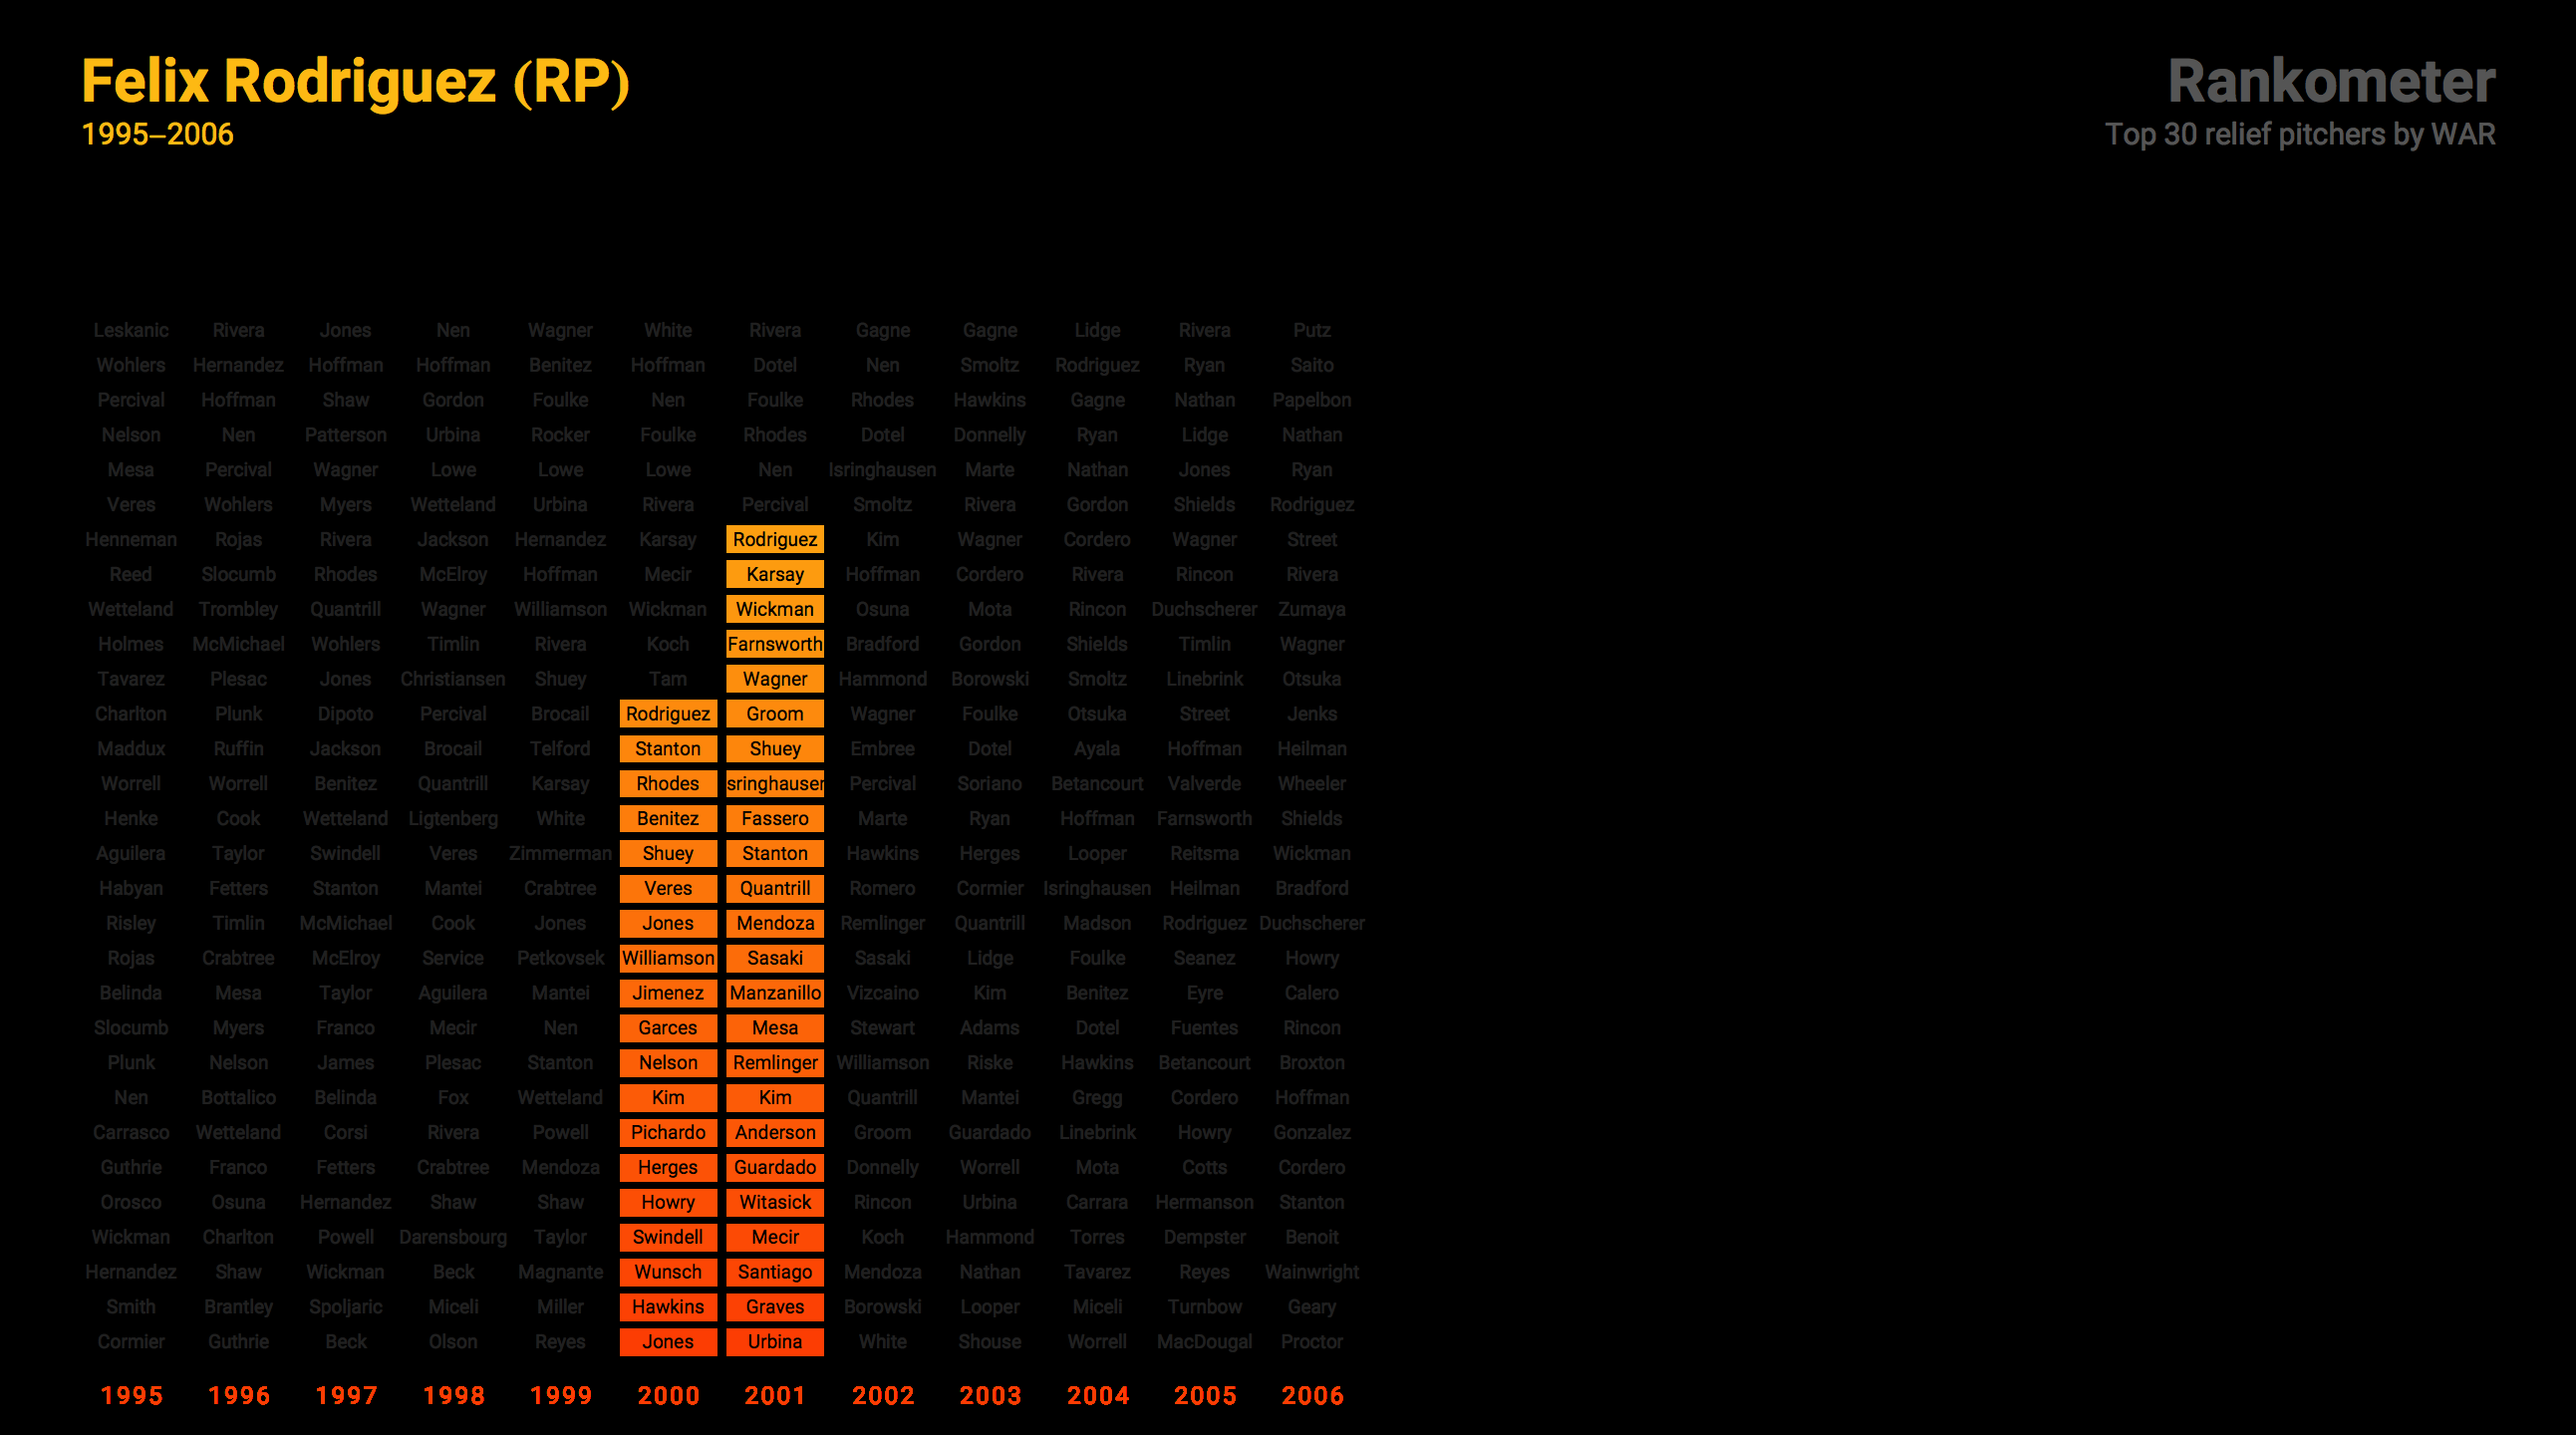 Felix Rodriguez (RP)
1995–2006
Rankometer
Top 30 relief pitchers by WAR
Leskanic Rivera Jones Nen Wagner White Rivera Gagne Gagne Lidge Rivera Putz
Wohlers Hernandez Hoffman Hoffman Benitez Hoffman Dotel Nen Smoltz Rodriguez Ryan Saito
Percival Hoffman Shaw Gordon Foulke Nen Foulke Rhodes Hawkins Gagne Nathan Papelbon
Nelson Nen Patterson Urbina Rocker Foulke Rhodes Dotel Donnelly Ryan Lidge Nathan
Mesa Percival Wagner Lowe Lowe Lowe Nen Isringhausen Marte Nathan Jones Ryan
Veres Wohlers Myers Wetteland Urbina Rivera Percival Smoltz Rivera Gordon Shields Rodriguez
Henneman Rojas Rivera Jackson Hernandez Karsay Rodriguez Kim Wagner Cordero Wagner Street
Reed Slocumb Rhodes McElroy Hoffman Mecir Karsay Hoffman Cordero Rivera Rincon Rivera
Wetteland Trombley Quantrill Wagner Williamson Wickman Wickman Osuna Mota Rincon Duchscherer Zumaya
Holmes McMichael Wohlers Timlin Rivera Koch Farnsworth Bradford Gordon Shields Timlin Wagner
Tavarez Plesac Jones Christiansen Shuey Tam Wagner Hammond Borowski Smoltz Linebrink Otsuka
Charlton Plunk Dipoto Percival Brocail Rodriguez Groom Wagner Foulke Otsuka Street Jenks
Maddux Ruffin Jackson Brocail Telford Stanton Shuey Embree Dotel Ayala Hoffman Heilman
Worrell Worrell Benitez Quantrill Karsay Rhodes sringhauser Percival Soriano Betancourt Valverde Wheeler
Henke Cook Wetteland Ligtenberg White Benitez Fassero Marte Ryan Hoffman Farnsworth Shields
Aguilera Taylor Swindell Veres Zimmerman Shuey Stanton Hawkins Herges Looper Reitsma Wickman
Habyan Fetters Stanton Mantei Crabtree Veres Quantrill Romero Cormier Isringhausen Heilman Bradford
Risley Timlin McMichael Cook Jones Jones Mendoza Remlinger Quantrill Madson Rodriguez Duchscherer
Rojas Crabtree McElroy Service Petkovsek Williamson Sasaki Sasaki Lidge Foulke Seanez Howry
Belinda Mesa Taylor Aguilera Mantei Jimenez Manzanillo Vizcaino Kim Benitez Eyre Calero
Slocumb Myers Franco Mecir Nen Garces Mesa Stewart Adams Dotel Fuentes Rincon
Plunk Nelson James Plesac Stanton Nelson Remlinger Williamson Riske Hawkins Betancourt Broxton
Nen Bottalico Belinda Fox Wetteland Kim Kim Quantrill Mantei Gregg Cordero Hoffman
Carrasco Wetteland Corsi Rivera Powell Pichardo Anderson Groom Guardado Linebrink Howry Gonzalez
Guthrie Franco Fetters Crabtree Mendoza Herges Guardado Donnelly Worrell Mota Cotts Cordero
Orosco Osuna Hernandez Shaw Shaw Howry Witasick Rincon Urbina Carrara Hermanson Stanton
Wickman Charlton Powell Darensbourg Taylor Swindell Mecir Koch Hammond Torres Dempster Benoit
Hernandez Shaw Wickman Beck Magnante Wunsch Santiago Mendoza Nathan Tavarez Reyes Wainwright
Smith Brantley Spoljaric Miceli Miller Hawkins Graves Borowski Looper Miceli Turnbow Geary
Cormier Guthrie Beck Olson Reyes Jones Urbina White Shouse Worrell MacDougal Proctor
1995 1996 1997 1998 1999 2000 2001 2002 2003 2004 2005 2006